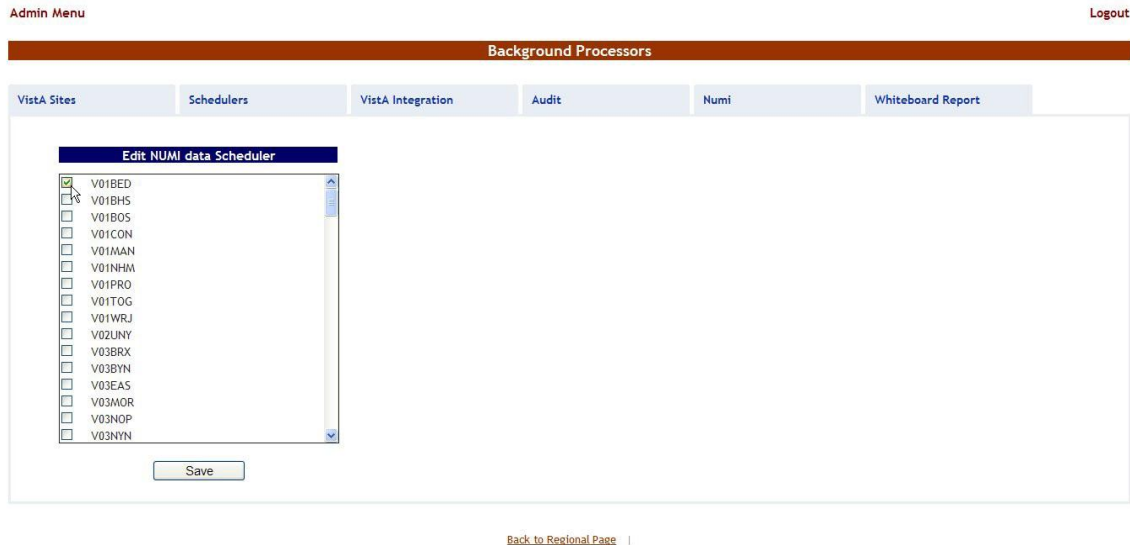 Admin Menu Logout
Background Processors
VistA Sites Schedulers VistA Integration Audit Numi Whiteboard Report
Edit NUMI data Scheduler
V01BED
V01BHS
V01BOS
V01CON
V01MAN
V01NHM
V01PRO
V01TOG
V01WRJ
V02UNY
V03BRX
V03BYN
V03EAS
V03MOR
V03NOP
V03NYN
Save
Back to Regional Page |